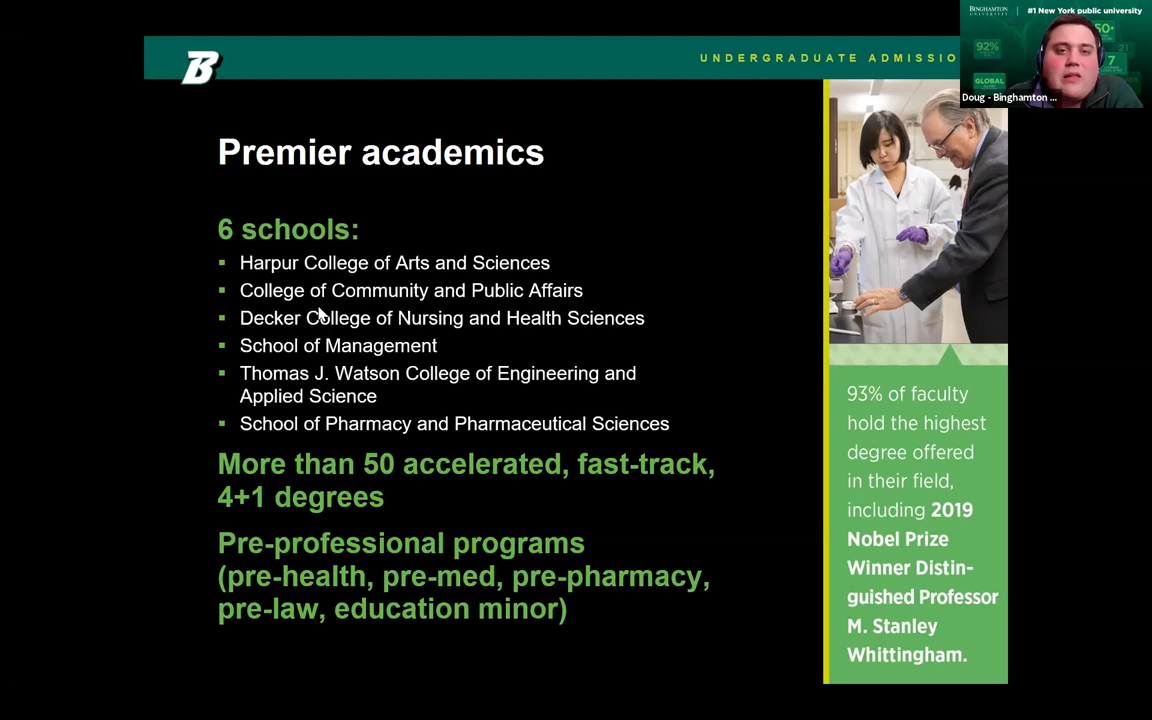 B
UNDERGRADUATE ADMISSIO
BINGHAMTON
UNIVERSITY
#1 New York public university
92%
50+
21
7
GLOBAL
Doug - Binghamton ...
Premier academics
6 schools:
Harpur College of Arts and Sciences
College of Community and Public Affairs
Decker College of Nursing and Health Sciences
School of Management
Thomas J. Watson College of Engineering and
Applied Science
School of Pharmacy and Pharmaceutical Sciences
More than 50 accelerated, fast-track,
4+1 degrees
Pre-professional programs
(pre-health, pre-med, pre-pharmacy,
pre-law, education minor)
93% of faculty
hold the highest
degree offered
in their field,
including 2019
Nobel Prize
Winner Distin-
guished Professor
M. Stanley
Whittingham.